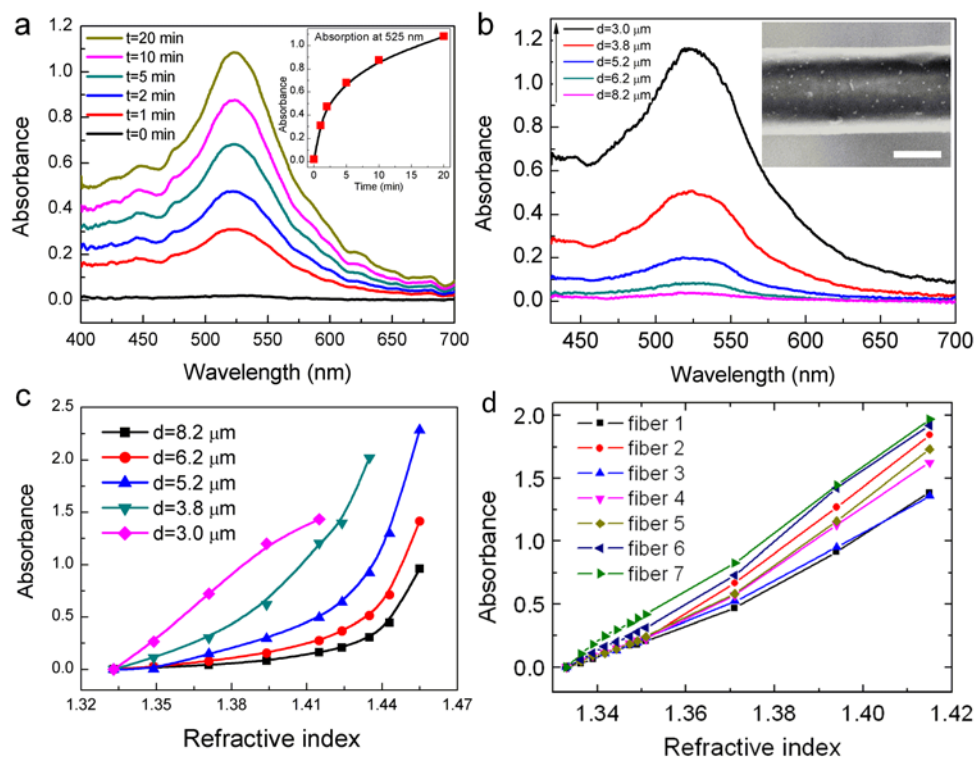 a
t=20 min
t=10 min
t=5 min
t=2 min
t=1 min
t=0 min
1.2
1.0
0.8
0.6
0.4
0.2
0.0
Absorbance
400 450 500 550 600 650 700
Wavelength (nm)
Absorption at 525 nm
1.0
0.8
0.6
0.4
0.2
0.0
Absorbance
0 5 10 15 20
Time (min)
b
d=3.0 μm
d=3.8 μm
d=5.2 μm
d=6.2 μm
d=8.2 μm
1.2
1.0
0.8
0.6
0.4
0.2
0.0
Absorbance
450 500 550 600 650 700
Wavelength (nm)
c
d=8.2 μm
d=6.2 μm
d=5.2 μm
d=3.8 μm
d=3.0 μm
2.5
2.0
1.5
1.0
0.5
0.0
Absorbance
1.32 1.35 1.38 1.41 1.44 1.47
Refractive index
d
fiber 1
fiber 2
fiber 3
fiber 4
fiber 5
fiber 6
fiber 7
2.0
1.5
1.0
0.5
0.0
Absorbance
1.34 1.36 1.38 1.40 1.42
Refractive index